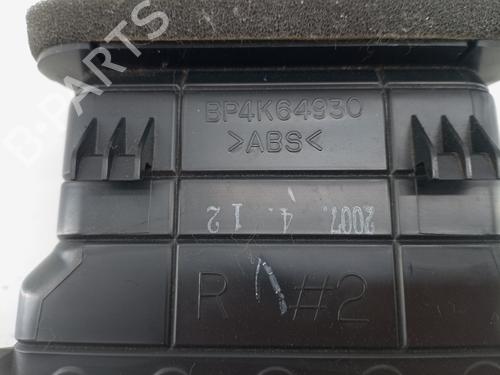 BP4K64930
>ABS<
2007. 4. 12
R #2
B-PARTS